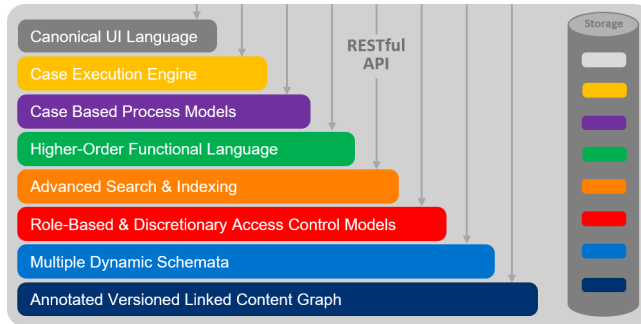 Canonical UI Language
Case Execution Engine
Case Based Process Models
Higher-Order Functional Language
Advanced Search & Indexing
Role-Based & Discretionary Access Control Models
Multiple Dynamic Schemata
Annotated Versioned Linked Content Graph
RESTful
API
Storage